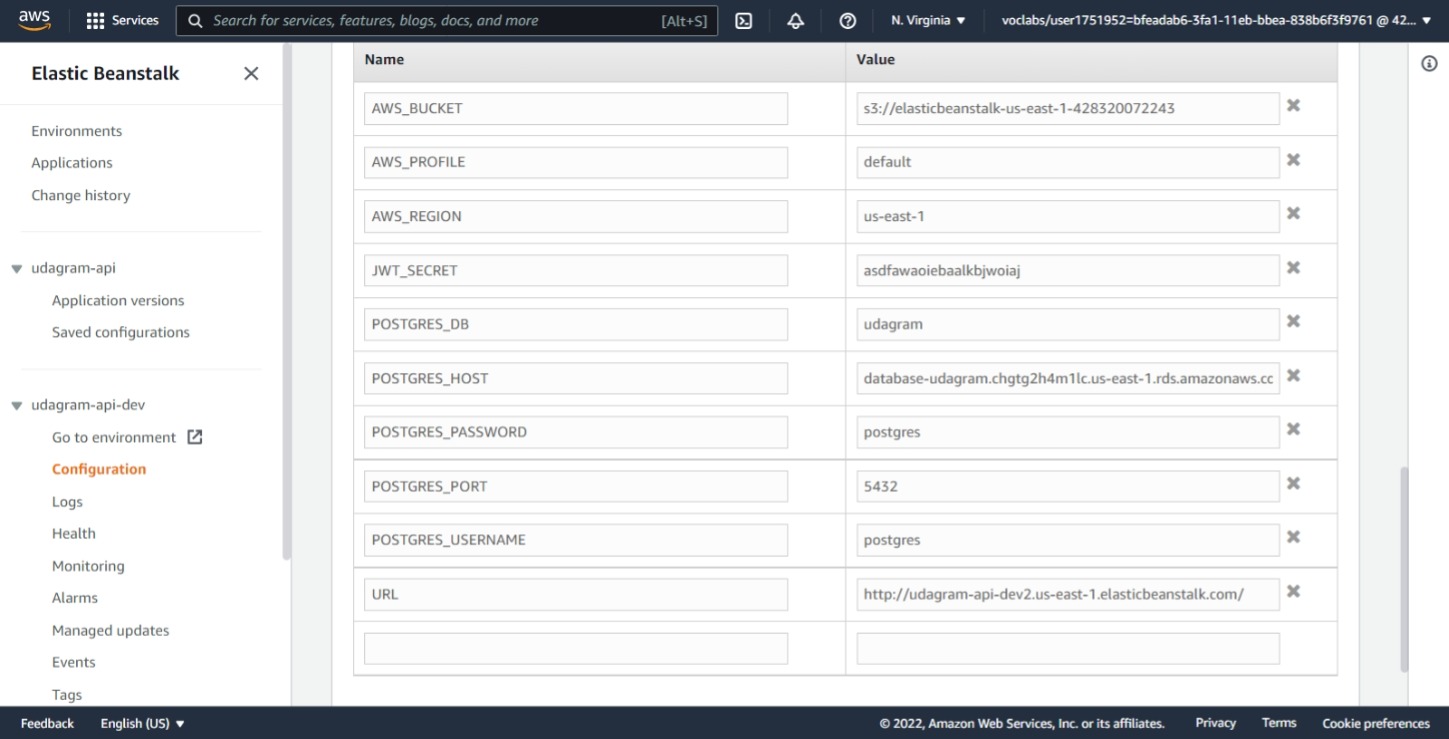 aws Services Search for services, features, blogs, docs, and more [Alt+S] N. Virginia ▼ voclabs/user1751952=bfeadab6-3fa1-11eb-bbea-838b6f3f9761 @ 42... ▼
Elastic Beanstalk
Environments
Applications
Change history
udagram-api
Application versions
Saved configurations
udagram-api-dev
Go to environment
Configuration
Logs
Health
Monitoring
Alarms
Managed updates
Events
Tags
Name Value
AWS_BUCKET s3://elasticbeanstalk-us-east-1-428320072243
AWS_PROFILE default
AWS_REGION us-east-1
JWT_SECRET asdfawaoiebaalkbjwoiaj
POSTGRES_DB udagram
POSTGRES_HOST database-udagram.chgtg2h4m1lc.us-east-1.rds.amazonaws.cc
POSTGRES_PASSWORD postgres
POSTGRES_PORT 5432
POSTGRES_USERNAME postgres
URL http://udagram-api-dev2.us-east-1.elasticbeanstalk.com/
Feedback English (US) ▼ © 2022, Amazon Web Services, Inc. or its affiliates. Privacy Terms Cookie preferences